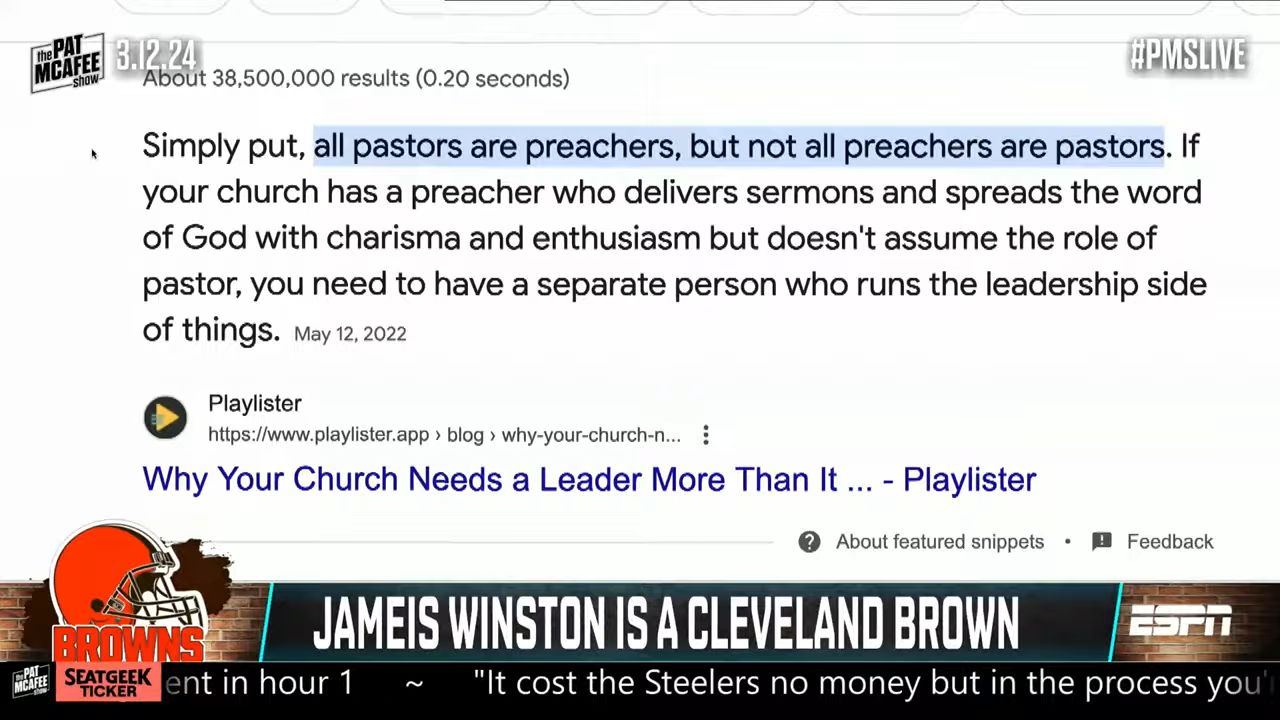 the PAT MCAFEE show
3.12.24
#PMSLIVE
About 38,500,000 results (0.20 seconds)
Simply put, all pastors are preachers, but not all preachers are pastors. If
your church has a preacher who delivers sermons and spreads the word
of God with charisma and enthusiasm but doesn't assume the role of
pastor, you need to have a separate person who runs the leadership side
of things. May 12, 2022
Playlister
https://www.playlister.app › blog › why-your-church-n...
Why Your Church Needs a Leader More Than It ... - Playlister
About featured snippets • Feedback
BROWNS
JAMEIS WINSTON IS A CLEVELAND BROWN
ESPN
the PAT MCAFEE show
SEATGEEK TICKER
ent in hour 1 ~ "It cost the Steelers no money but in the process you'r